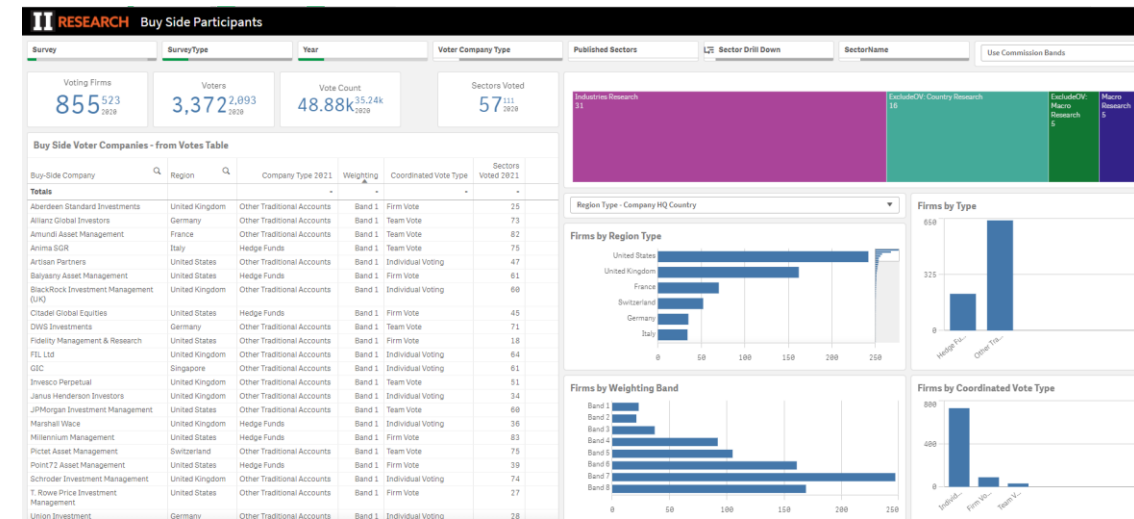 II RESEARCH Buy Side Participants
Survey SurveyType Year Voter Company Type Published Sectors Sector Drill Down SectorName Use Commission Bands
Voting Firms
855 523 2020
Voters
3,372 2,093 2020
Vote Count
48.88k 35.24k 2020
Sectors Voted
57 111 2020
Buy Side Voter Companies - from Votes Table
Buy-Side Company Region Company Type 2021 Weighting Coordinated Vote Type Sectors Voted 2021
Totals - - - -
Aberdeen Standard Investments United Kingdom Other Traditional Accounts Band 1 Firm Vote 25
Allianz Global Investors Germany Other Traditional Accounts Band 1 Team Vote 73
Amundi Asset Management France Other Traditional Accounts Band 1 Team Vote 82
Anima SGR Italy Hedge Funds Band 1 Team Vote 75
Artisan Partners United States Other Traditional Accounts Band 1 Individual Voting 47
Balyasny Asset Management United States Hedge Funds Band 1 Firm Vote 61
BlackRock Investment Management United Kingdom Other Traditional Accounts Band 1 Individual Voting 60
(UK)
Citadel Global Equities United States Hedge Funds Band 1 Firm Vote 45
DWS Investments Germany Other Traditional Accounts Band 1 Team Vote 71
Fidelity Management & Research United States Other Traditional Accounts Band 1 Firm Vote 18
FIL Ltd United Kingdom Other Traditional Accounts Band 1 Individual Voting 64
GIC Singapore Other Traditional Accounts Band 1 Individual Voting 61
Invesco Perpetual United Kingdom Other Traditional Accounts Band 1 Team Vote 51
Janus Henderson Investors United Kingdom Other Traditional Accounts Band 1 Individual Voting 34
JPMorgan Investment Management United States Other Traditional Accounts Band 1 Team Vote 60
Marshall Wace United Kingdom Hedge Funds Band 1 Individual Voting 36
Millennium Management United States Hedge Funds Band 1 Firm Vote 83
Pictet Asset Management Switzerland Other Traditional Accounts Band 1 Team Vote 75
Point72 Asset Management United States Hedge Funds Band 1 Firm Vote 39
Schroder Investment Management United Kingdom Other Traditional Accounts Band 1 Individual Voting 74
T. Rowe Price Investment United States Other Traditional Accounts Band 1 Firm Vote 27
Management
Union Investment Germany Other Traditional Accounts Band 1 Individual Voting 28
Industries Research
31
ExcludeOV: Country Research
16
ExcludeOV:
Macro
Research
5
Macro
Research
5
Region Type - Company HQ Country
Firms by Region Type
United States
United Kingdom
France
Switzerland
Germany
Italy
0 50 100 150 200 250
Firms by Type
650
325
0
Hedge Fu... Other Tra...
Firms by Weighting Band
Band 1
Band 2
Band 3
Band 4
Band 5
Band 6
Band 7
Band 8
0 50 100 150 200 250
Firms by Coordinated Vote Type
800
400
0
Individ... Firm Vo... Team V...